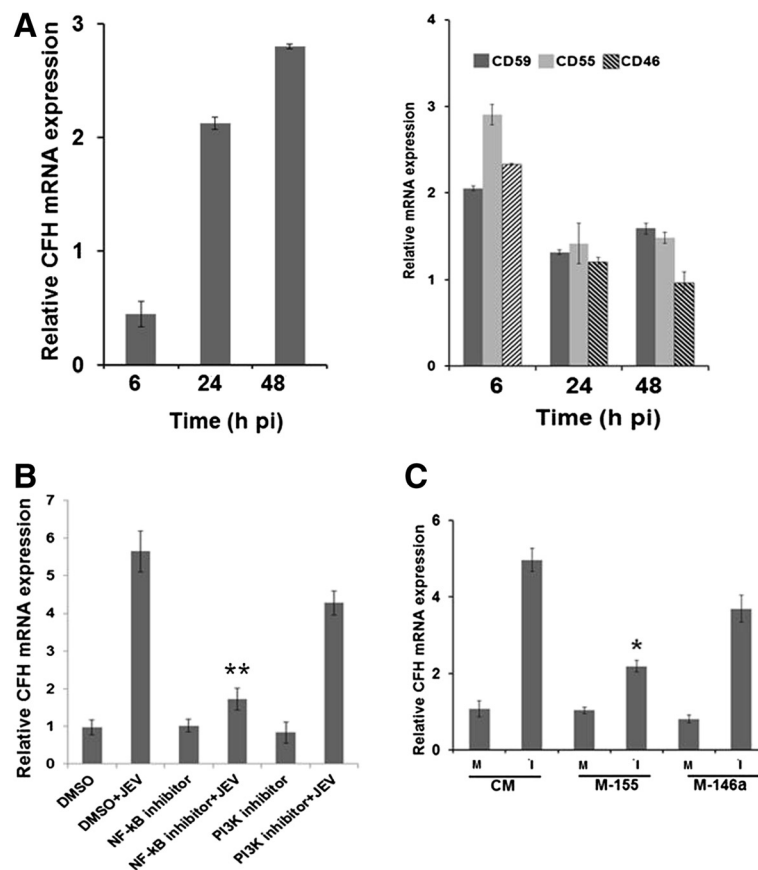 A
Relative CFH mRNA expression
3
2
1
0
6 24 48
Time (h pi)
Relative mRNA expression
4
3
2
1
0
CD59 CD55 CD46
6 24 48
Time (h pi)
B
Relative CFH mRNA expression
7
6
5
4
3
2
1
0
**
DMSO
DMSO+JEV
NF-kB inhibitor
NF-kB inhibitor+JEV
PI3K inhibitor
PI3K inhibitor+JEV
C
Relative CFH mRNA expression
6
4
2
0
*
M I M I M I
CM M-155 M-146a